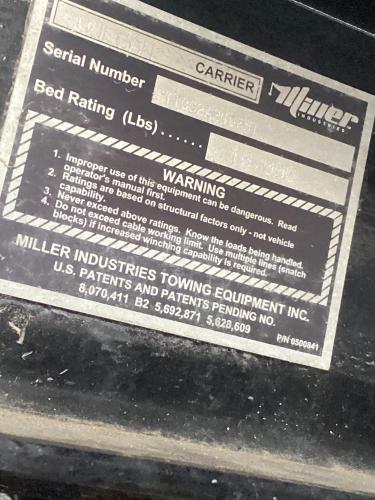 CARRIER
Miller
INDUSTRIES™
Serial Number
Bed Rating (Lbs) ......
WARNING
1. Improper use of this equipment can be dangerous. Read
operator's manual first.
2. Ratings are based on structural factors only - not vehicle
capability.
3. Never exceed above ratings. Know the loads being handled.
4. Do not exceed cable working limit. Use multiple lines (snatch
blocks) if increased winching capability is required.
MILLER INDUSTRIES TOWING EQUIPMENT INC.
U.S. PATENTS AND PATENTS PENDING NO.
8,070,411 B2 5,692,871 5,628,609
P/N 0500841